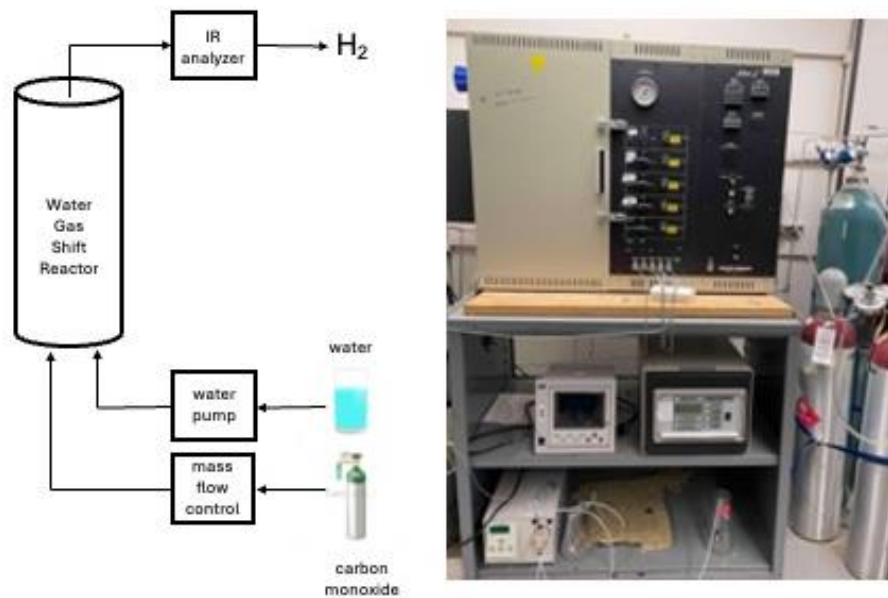 IR
analyzer
H₂
Water
Gas
Shift
Reactor
water
water
pump
mass
flow
control
carbon
monoxide